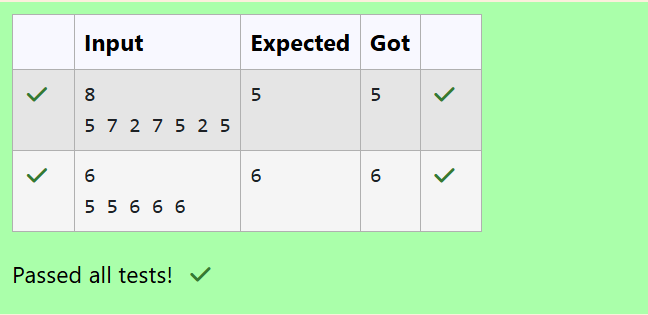 Input Expected Got
8 5 5
5 7 2 7 5 2 5
6 6 6
5 5 6 6 6
Passed all tests!